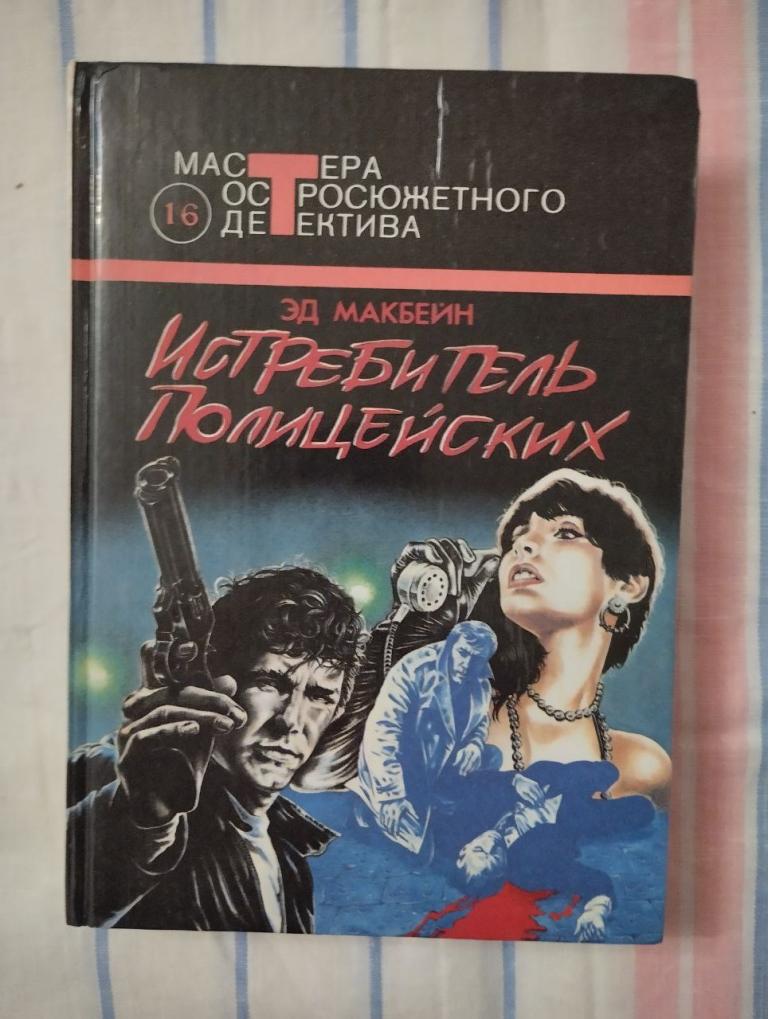 МАСТЕРА
ОСТРОСЮЖЕТНОГО
16 ДЕТЕКТИВА
ЭД МАКБЕЙН
ИСТРЕБИТЕЛЬ
ПОЛИЦЕЙСКИХ